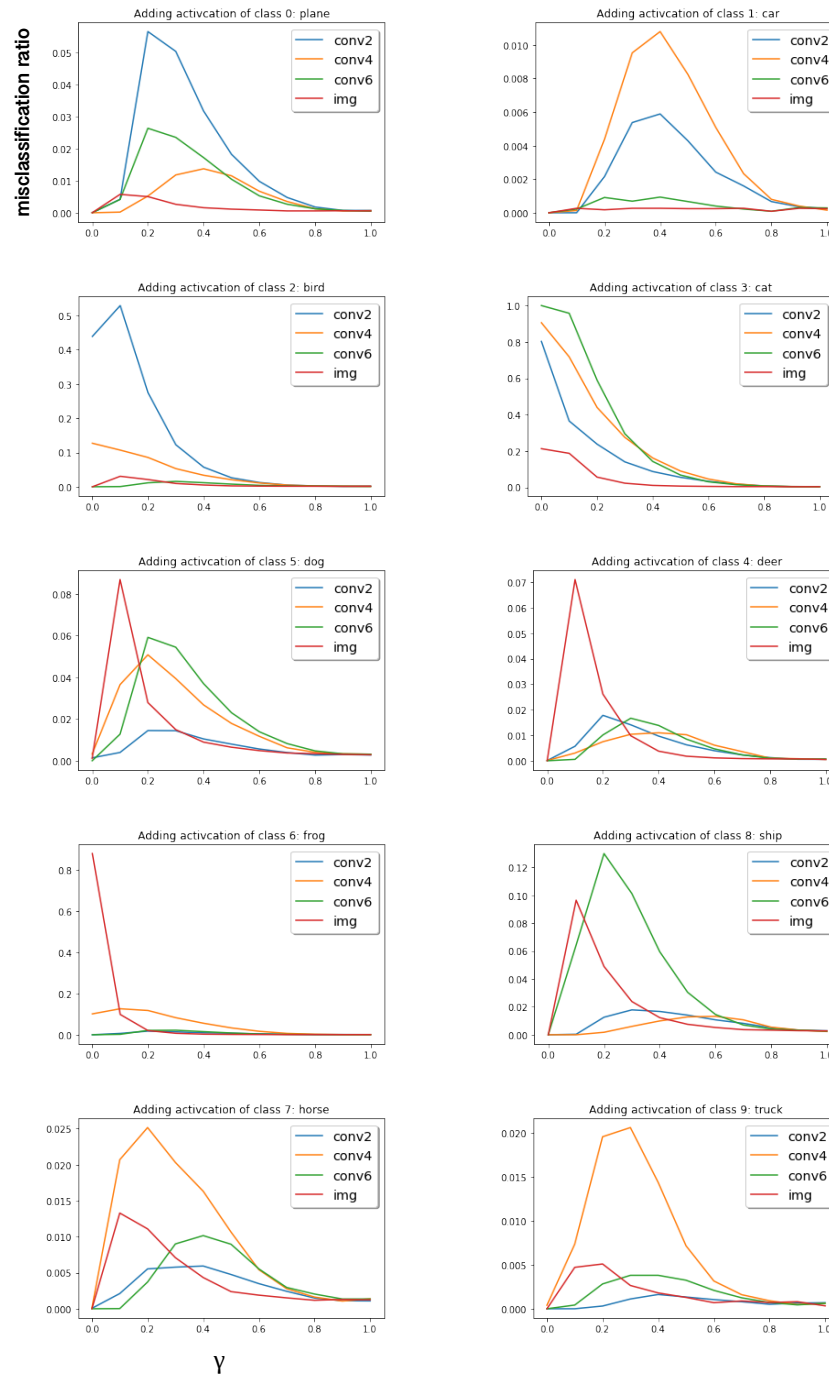 Adding activcation of class 0: plane
misclassification ratio
0.05
0.04
0.03
0.02
0.01
0.00
0.0 0.2 0.4 0.6 0.8 1.0
conv2
conv4
conv6
img
Adding activcation of class 1: car
0.010
0.008
0.006
0.004
0.002
0.000
0.0 0.2 0.4 0.6 0.8 1.0
conv2
conv4
conv6
img
Adding activcation of class 2: bird
0.5
0.4
0.3
0.2
0.1
0.0
0.0 0.2 0.4 0.6 0.8 1.0
conv2
conv4
conv6
img
Adding activcation of class 3: cat
1.0
0.8
0.6
0.4
0.2
0.0
0.0 0.2 0.4 0.6 0.8 1.0
conv2
conv4
conv6
img
Adding activcation of class 5: dog
0.08
0.06
0.04
0.02
0.00
0.0 0.2 0.4 0.6 0.8 1.0
conv2
conv4
conv6
img
Adding activcation of class 4: deer
0.07
0.06
0.05
0.04
0.03
0.02
0.01
0.00
0.0 0.2 0.4 0.6 0.8 1.0
conv2
conv4
conv6
img
Adding activcation of class 6: frog
0.8
0.6
0.4
0.2
0.0
0.0 0.2 0.4 0.6 0.8 1.0
conv2
conv4
conv6
img
Adding activcation of class 8: ship
0.12
0.10
0.08
0.06
0.04
0.02
0.00
0.0 0.2 0.4 0.6 0.8 1.0
conv2
conv4
conv6
img
Adding activcation of class 7: horse
0.025
0.020
0.015
0.010
0.005
0.000
0.0 0.2 0.4 0.6 0.8 1.0
conv2
conv4
conv6
img
Adding activcation of class 9: truck
0.020
0.015
0.010
0.005
0.000
0.0 0.2 0.4 0.6 0.8 1.0
conv2
conv4
conv6
img
γ